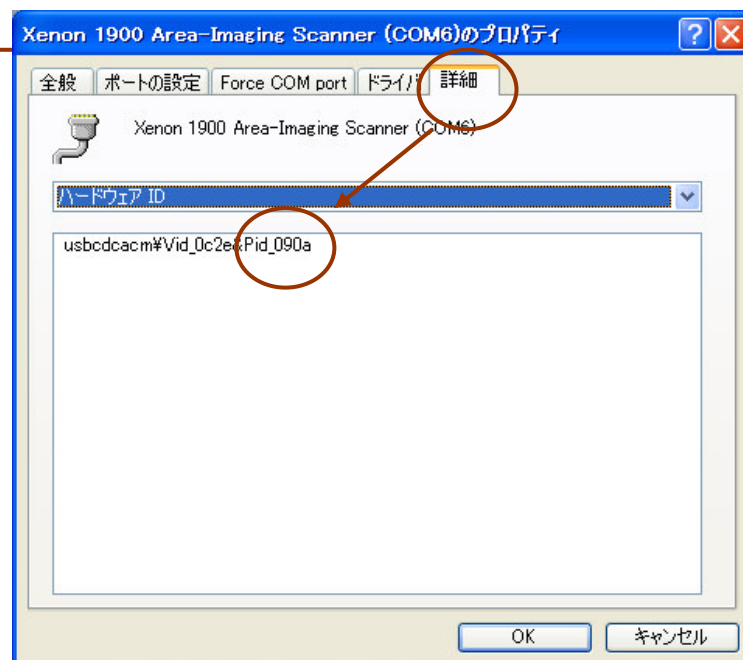 Xenon 1900 Area-Imaging Scanner (COM6)のプロパティ
全般 ポートの設定 Force COM port ドライバ 詳細
Xenon 1900 Area-Imaging Scanner (COM6)
ハードウェア ID
usbcdcacm¥Vid_0c2e&Pid_090a
OK キャンセル